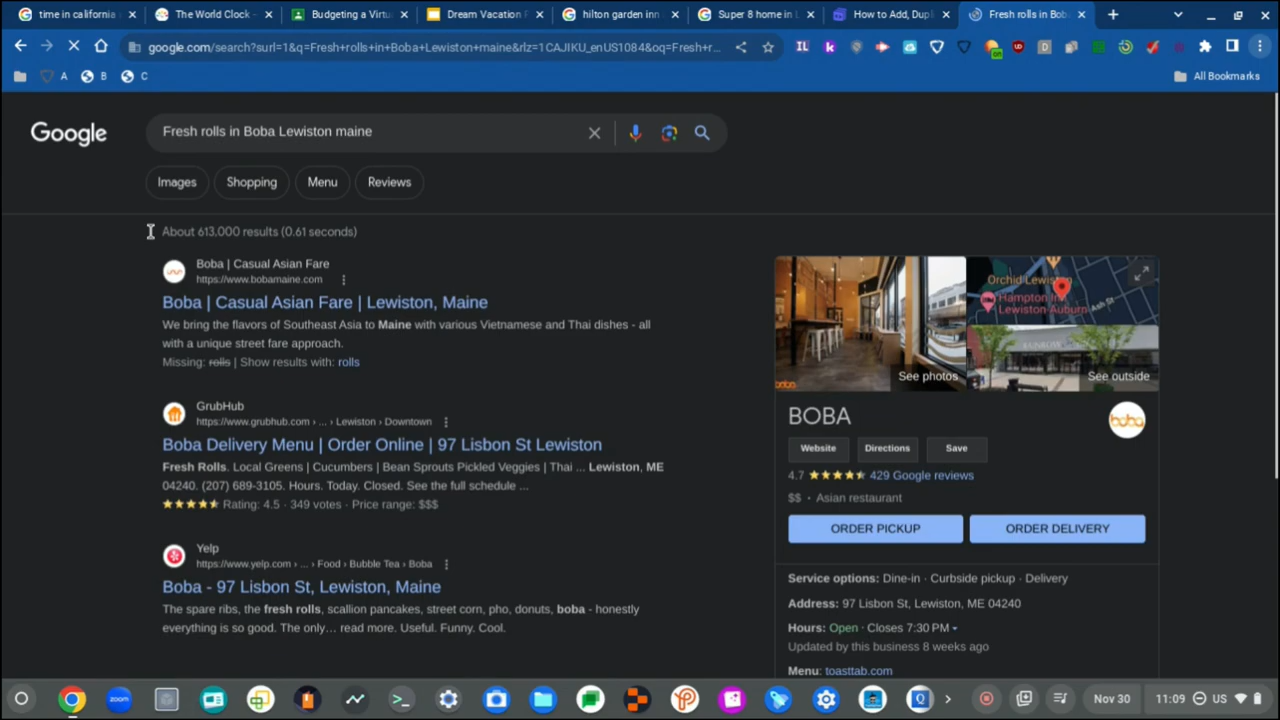 time in california
The World Clock -
Budgeting a Virtu
Dream Vacation P
hilton garden inn
Super 8 home in L
How to Add, Dup
Fresh rolls in Bob
google.com/search?surl=1&q=Fresh+rolls+in+Boba+Lewiston+maine&rlz=1CAJIKU_enUS1084&oq=Fresh+r...
A
B
C
All Bookmarks
Google
Fresh rolls in Boba Lewiston maine
Images
Shopping
Menu
Reviews
About 613,000 results (0.61 seconds)
Boba | Casual Asian Fare
https://www.bobamaine.com
Boba | Casual Asian Fare | Lewiston, Maine
We bring the flavors of Southeast Asia to Maine with various Vietnamese and Thai dishes - all
with a unique street fare approach.
Missing: rolls | Show results with: rolls
GrubHub
https://www.grubhub.com › ... › Lewiston › Downtown
Boba Delivery Menu | Order Online | 97 Lisbon St Lewiston
Fresh Rolls. Local Greens | Cucumbers | Bean Sprouts Pickled Veggies | Thai ... Lewiston, ME
04240. (207) 689-3105. Hours. Today. Closed. See the full schedule ...
Rating: 4.5 · 349 votes · Price range: $$$
Yelp
https://www.yelp.com › ... › Food › Bubble Tea › Boba
Boba - 97 Lisbon St, Lewiston, Maine
The spare ribs, the fresh rolls, scallion pancakes, street corn, pho, donuts, boba - honestly
everything is so good. The only... read more. Useful. Funny. Cool.
Orchid Lewiston
Hampton Inn
Lewiston-Auburn
Ash St
boba
See photos
See outside
BOBA
boba
Website
Directions
Save
4.7 429 Google reviews
$$ · Asian restaurant
ORDER PICKUP
ORDER DELIVERY
Service options: Dine-in · Curbside pickup · Delivery
Address: 97 Lisbon St, Lewiston, ME 04240
Hours: Open · Closes 7:30 PM
Updated by this business 8 weeks ago
Menu: toasttab.com
zoom
Nov 30
11:09
US